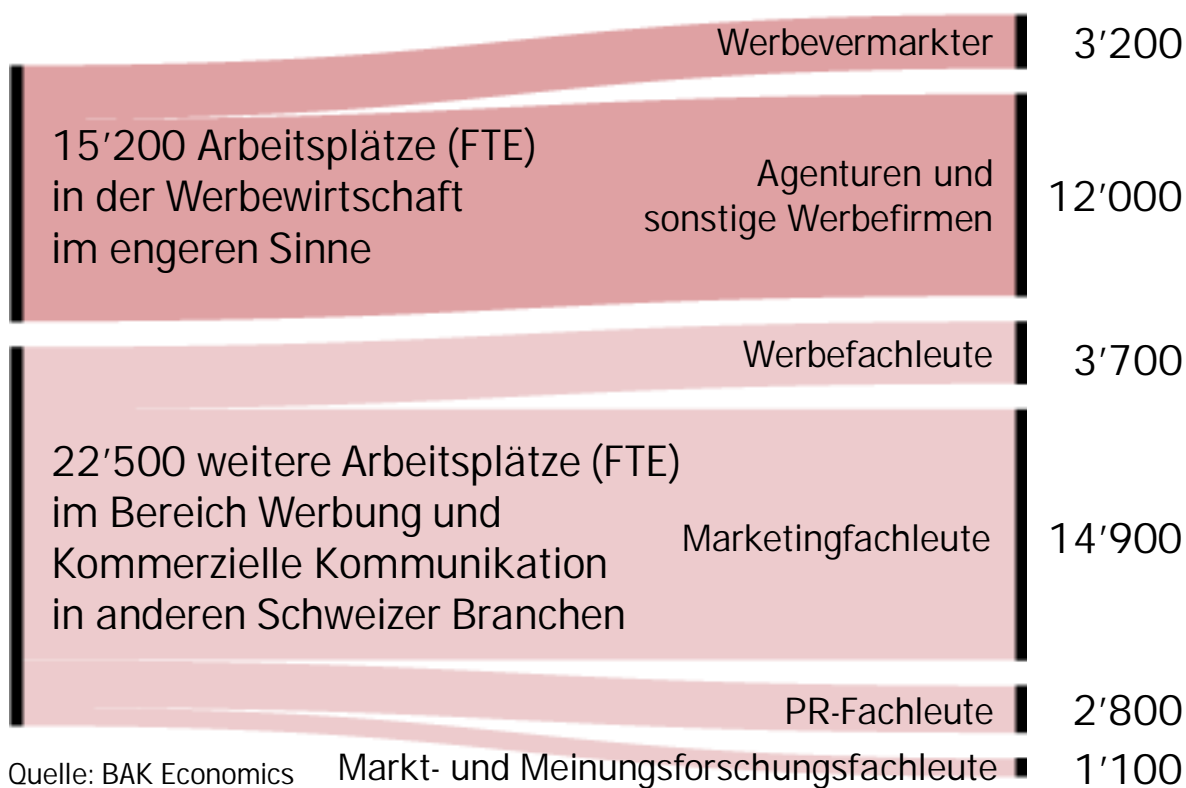 Werbevermarkter 3’200
15’200 Arbeitsplätze (FTE)
in der Werbewirtschaft
im engeren Sinne
Agenturen und
sonstige Werbefirmen
12’000
Werbefachleute 3’700
22’500 weitere Arbeitsplätze (FTE)
im Bereich Werbung und
Kommerzielle Kommunikation
in anderen Schweizer Branchen
Marketingfachleute 14’900
PR-Fachleute 2’800
Markt- und Meinungsforschungsfachleute 1’100
Quelle: BAK Economics